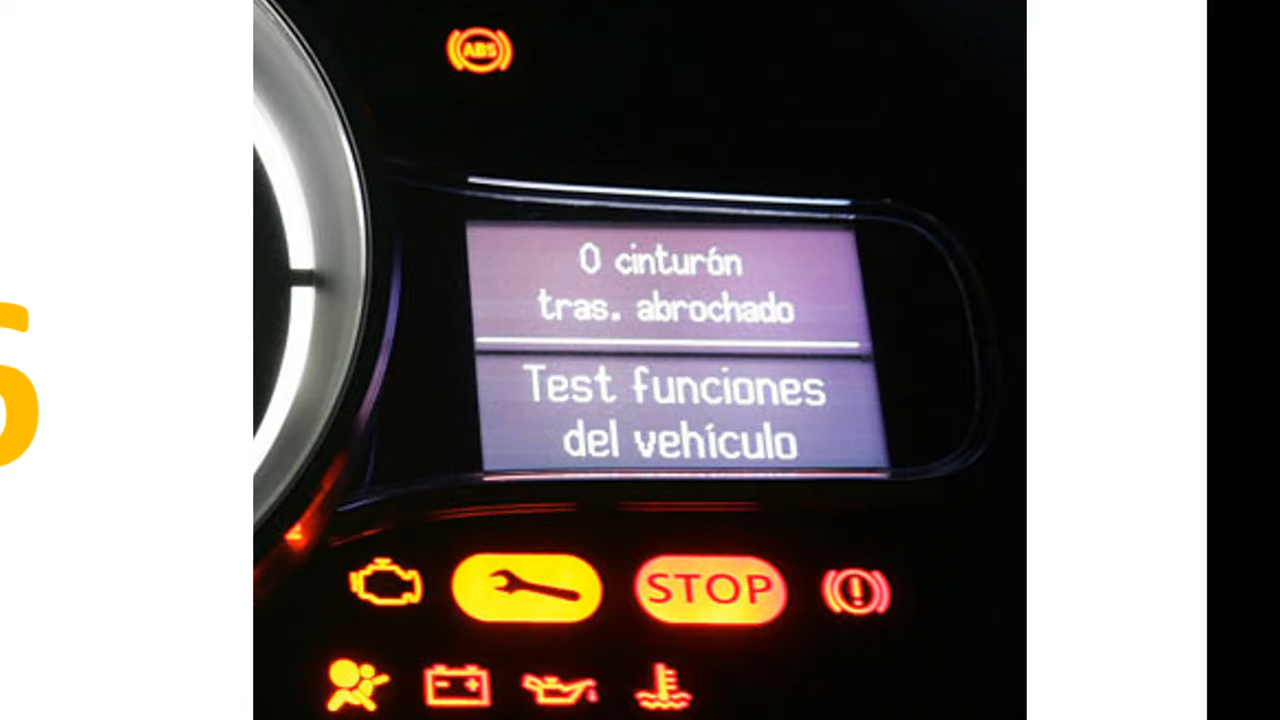 ABS
0 cinturón
tras. abrochado
Test funciones
del vehículo
STOP